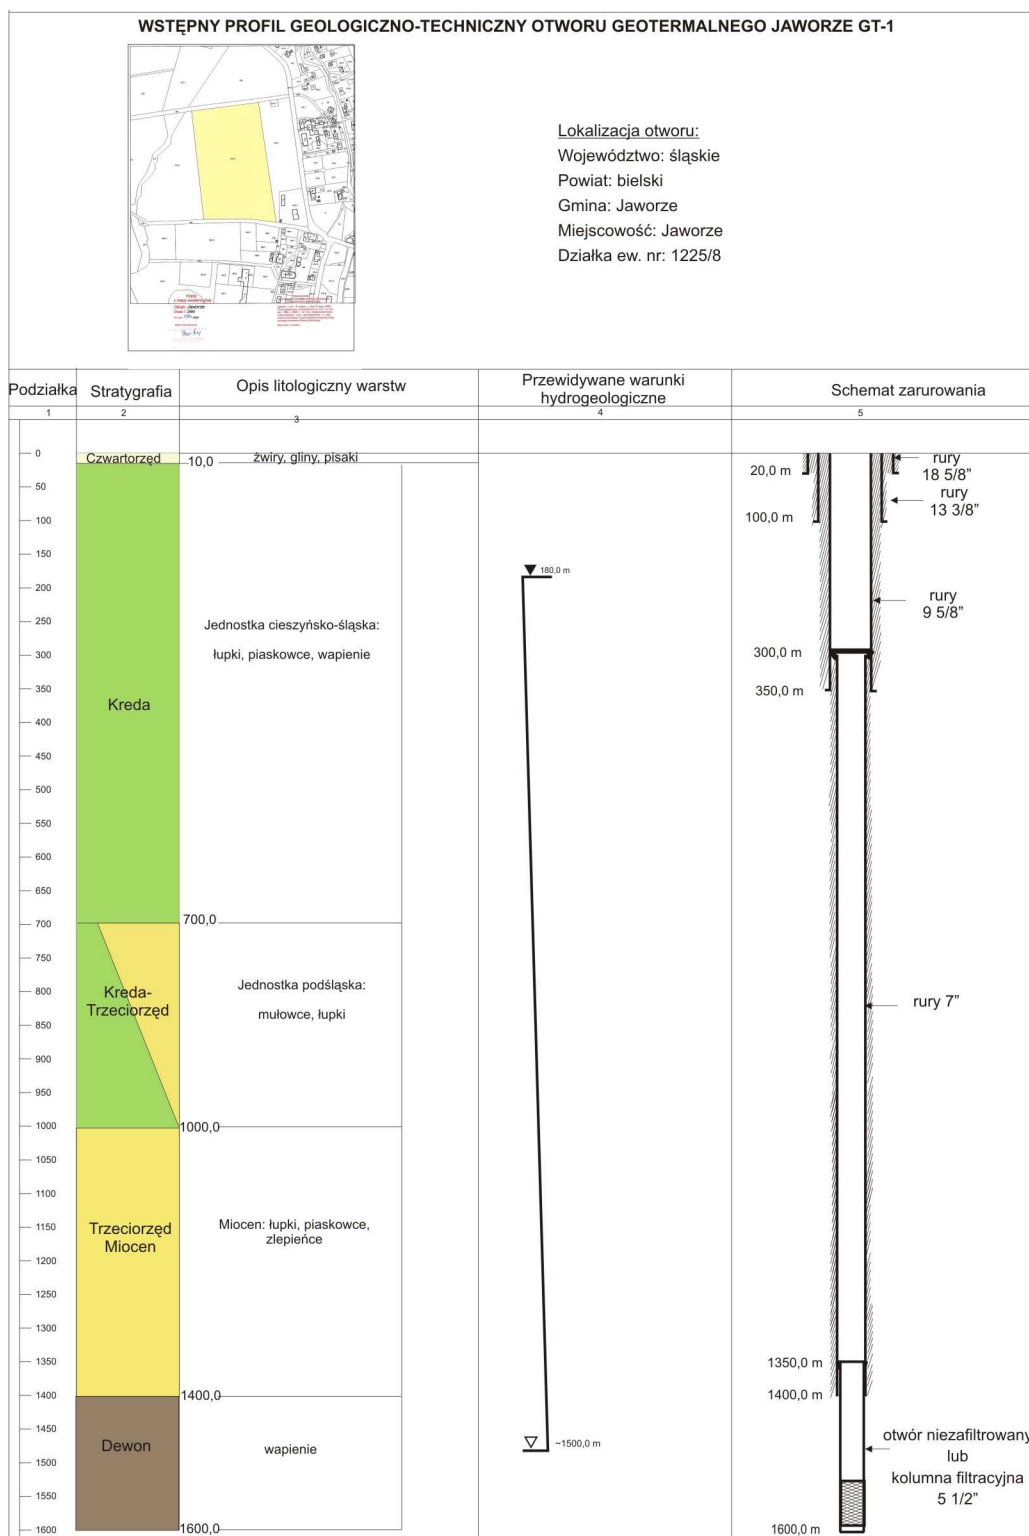 WSTĘPNY PROFIL GEOLOGICZNO-TECHNICZNY OTWORU GEOTERMALNEGO JAWORZE GT-1
Lokalizacja otworu:
Województwo: śląskie
Powiat: bielski
Gmina: Jaworze
Miejscowość: Jaworze
Działka ew. nr: 1225/8
Podziałka
Stratygrafia
Opis litologiczny warstw
Przewidywane warunki
hydrogeologiczne
Schemat zarurowania
1
2
3
4
5
0
50
100
150
200
250
300
350
400
450
500
550
600
650
700
750
800
850
900
950
1000
1050
1100
1150
1200
1250
1300
1350
1400
1450
1500
1550
1600
Czwartorzęd
10,0
Kreda
700,0
Kreda-
Trzeciorzęd
1000,0
Trzeciorzęd
Miocen
1400,0
Dewon
1600,0
żwiry, gliny, pisaki
Jednostka cieszyńsko-śląska:
łupki, piaskowce, wapienie
Jednostka podśląska:
mułowce, łupki
Miocen: łupki, piaskowce,
zlepieńce
wapienie
180,0 m
~1500,0 m
20,0 m
100,0 m
300,0 m
350,0 m
1350,0 m
1400,0 m
1600,0 m
rury
18 5/8”
rury
13 3/8”
rury
9 5/8”
rury 7”
otwór niezafiltrowany
lub
kolumna filtracyjna
5 1/2”